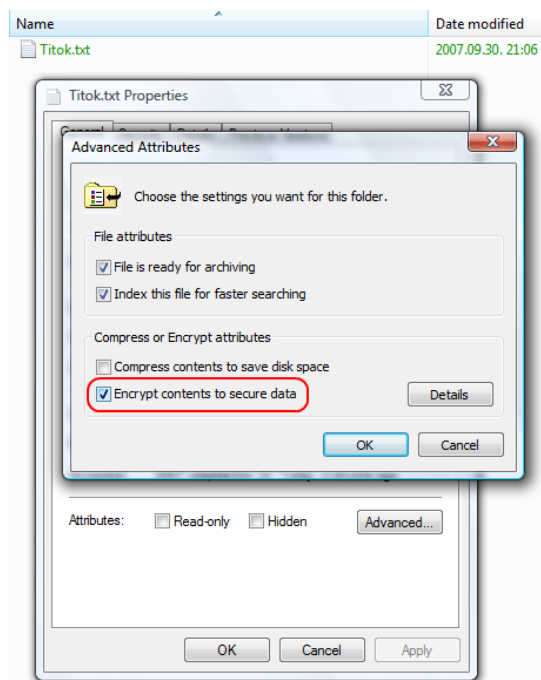 Name Date modified
Titok.txt 2007.09.30. 21:06
Titok.txt Properties
Advanced Attributes
Choose the settings you want for this folder.
File attributes
File is ready for archiving
Index this file for faster searching
Compress or Encrypt attributes
Compress contents to save disk space
Encrypt contents to secure data Details
OK Cancel
Attributes: Read-only Hidden Advanced...
OK Cancel Apply